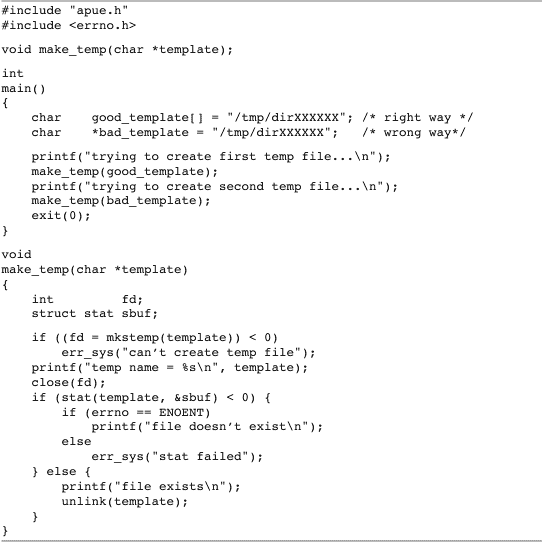 #include "apue.h"
#include <errno.h>
void make_temp(char *template);
int
main()
{
    char    good_template[] = "/tmp/dirXXXXXX"; /* right way */
    char    *bad_template = "/tmp/dirXXXXXX";   /* wrong way*/
    printf("trying to create first temp file...\n");
    make_temp(good_template);
    printf("trying to create second temp file...\n");
    make_temp(bad_template);
    exit(0);
}
void
make_temp(char *template)
{
    int         fd;
    struct stat sbuf;
    if ((fd = mkstemp(template)) < 0)
        err_sys("can’t create temp file");
    printf("temp name = %s\n", template);
    close(fd);
    if (stat(template, &sbuf) < 0) {
        if (errno == ENOENT)
            printf("file doesn’t exist\n");
        else
            err_sys("stat failed");
    } else {
        printf("file exists\n");
        unlink(template);
    }
}